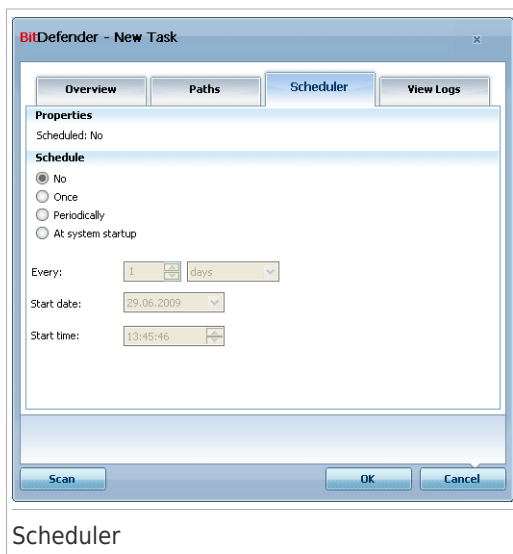 BitDefender - New Task
x
Overview Paths Scheduler View Logs
Properties
Scheduled: No
Schedule
No
Once
Periodically
At system startup
Every: 1 days
Start date: 29.06.2009
Start time: 13:45:46
Scan OK Cancel
Scheduler